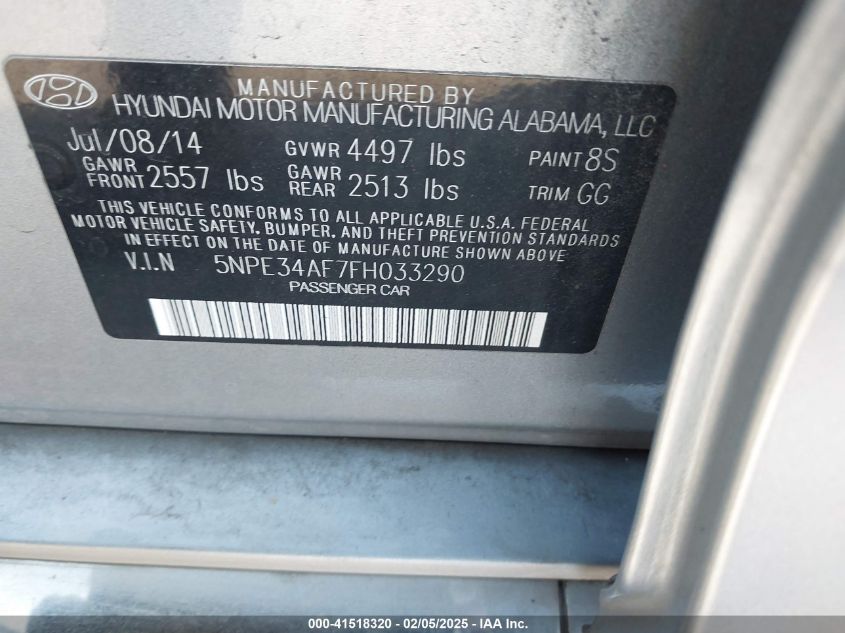 MANUFACTURED BY
HYUNDAI MOTOR MANUFACTURING ALABAMA, LLC
Jul/08/14 GVWR 4497 lbs PAINT 8S
GAWR FRONT 2557 lbs GAWR REAR 2513 lbs TRIM GG
THIS VEHICLE CONFORMS TO ALL APPLICABLE U.S.A. FEDERAL
MOTOR VEHICLE SAFETY, BUMPER, AND THEFT PREVENTION STANDARDS
IN EFFECT ON THE DATE OF MANUFACTURE SHOWN ABOVE
V.I.N 5NPE34AF7FH033290
PASSENGER CAR
000-41518320 - 02/05/2025 - IAA Inc.